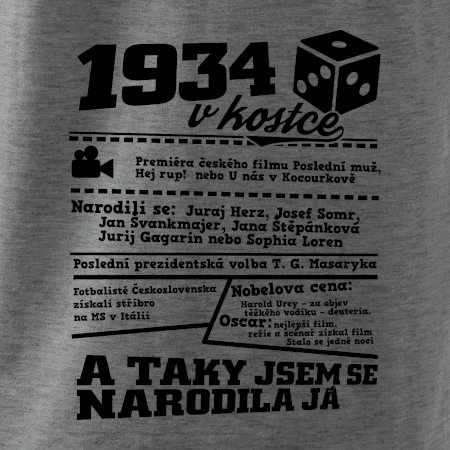 1934
v kostce
Premiéra českého filmu Poslední muž,
Hej rup! nebo U nás v Kocourkově
Narodili se: Juraj Herz, Josef Somr,
Jan Švankmajer, Jana Štěpánková
Jurij Gagarin nebo Sophia Loren
Poslední prezidentská volba T. G. Masaryka
Fotbalisté Československa
získali stříbro
na MS v Itálii
Nobelova cena:
Harold Urey - za objev
těžkého vodíku - deuteria.
Oscar: nejlepší film,
režie a scénář získal film
Stalo se jedné noci
A TAKY JSEM SE
NARODILA JÁ